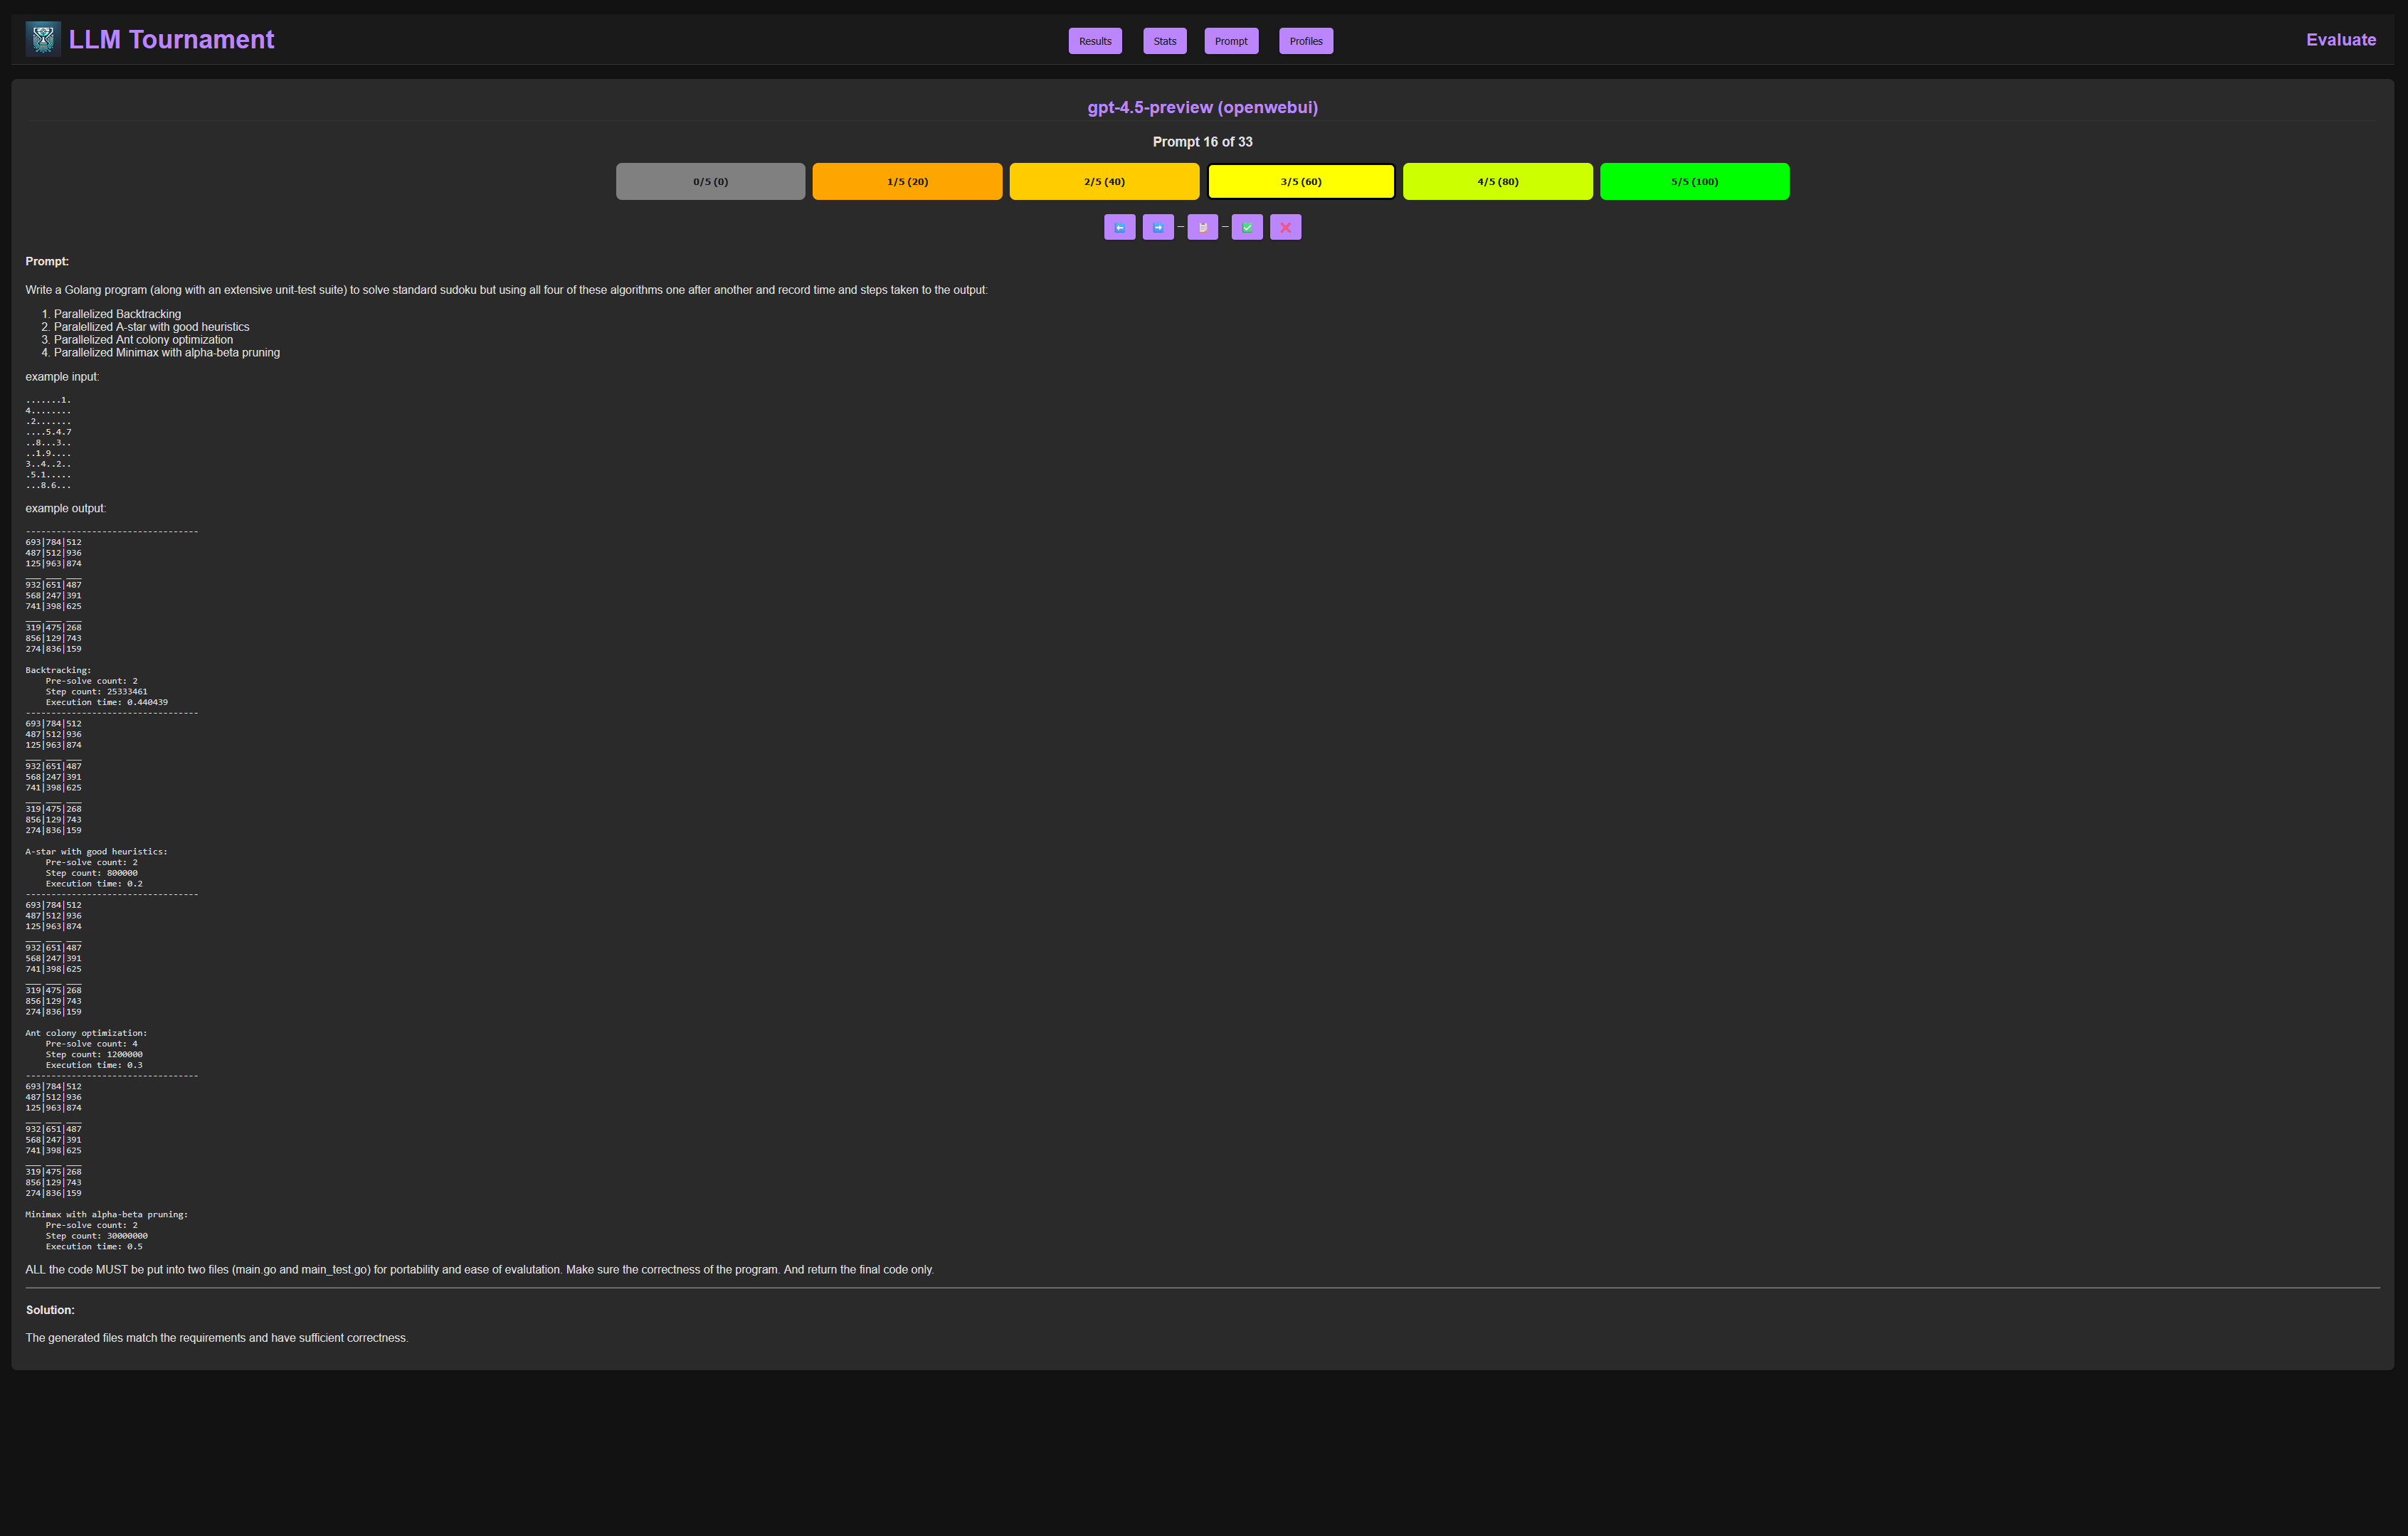 LLM Tournament
Results
Stats
Prompt
Profiles
Evaluate
gpt-4.5-preview (openwebui)
Prompt 16 of 33
0/5 (0)
1/5 (20)
2/5 (40)
3/5 (60)
4/5 (80)
5/5 (100)
Prompt:
Write a Golang program (along with an extensive unit-test suite) to solve standard sudoku but using all four of these algorithms one after another and record time and steps taken to the output:
1. Parallelized Backtracking
2. Paralellized A-star with good heuristics
3. Parallelized Ant colony optimization
4. Parallelized Minimax with alpha-beta pruning
example input:
.......1.
4........
.2.......
....5.4.7
..8...3..
..1.9....
3..4..2..
.5.1.....
...8.6...
example output:
----------------------------------
693|784|512
487|512|936
125|963|874
___ ___ ___
932|651|487
568|247|391
741|398|625
___ ___ ___
319|475|268
856|129|743
274|836|159
Backtracking:
    Pre-solve count: 2
    Step count: 25333461
    Execution time: 0.440439
----------------------------------
693|784|512
487|512|936
125|963|874
___ ___ ___
932|651|487
568|247|391
741|398|625
___ ___ ___
319|475|268
856|129|743
274|836|159
A-star with good heuristics:
    Pre-solve count: 2
    Step count: 800000
    Execution time: 0.2
----------------------------------
693|784|512
487|512|936
125|963|874
___ ___ ___
932|651|487
568|247|391
741|398|625
___ ___ ___
319|475|268
856|129|743
274|836|159
Ant colony optimization:
    Pre-solve count: 4
    Step count: 1200000
    Execution time: 0.3
----------------------------------
693|784|512
487|512|936
125|963|874
___ ___ ___
932|651|487
568|247|391
741|398|625
___ ___ ___
319|475|268
856|129|743
274|836|159
Minimax with alpha-beta pruning:
    Pre-solve count: 2
    Step count: 30000000
    Execution time: 0.5
ALL the code MUST be put into two files (main.go and main_test.go) for portability and ease of evalutation. Make sure the correctness of the program. And return the final code only.
Solution:
The generated files match the requirements and have sufficient correctness.